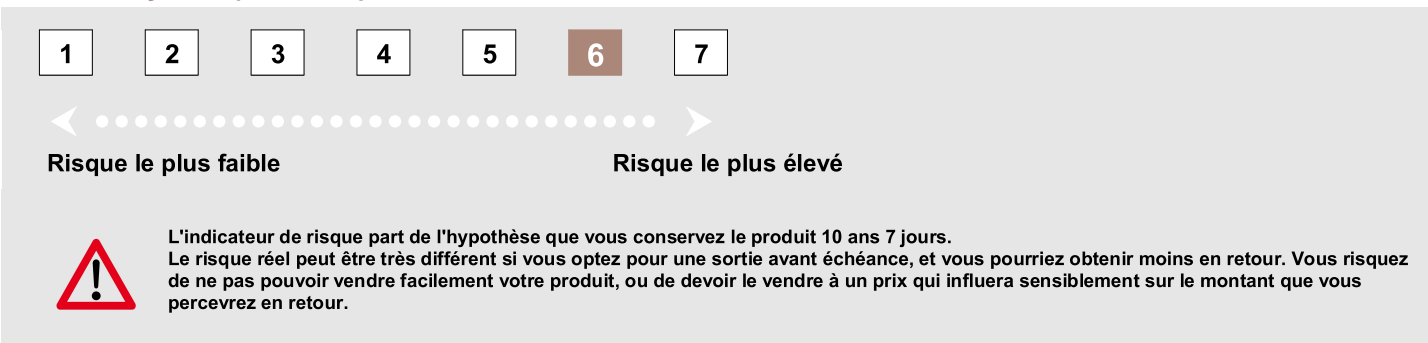 1 2 3 4 5 6 7
Risque le plus faible Risque le plus élevé
L'indicateur de risque part de l'hypothèse que vous conservez le produit 10 ans 7 jours.
Le risque réel peut être très différent si vous optez pour une sortie avant échéance, et vous pourriez obtenir moins en retour. Vous risquez
de ne pas pouvoir vendre facilement votre produit, ou de devoir le vendre à un prix qui influera sensiblement sur le montant que vous
percevrez en retour.